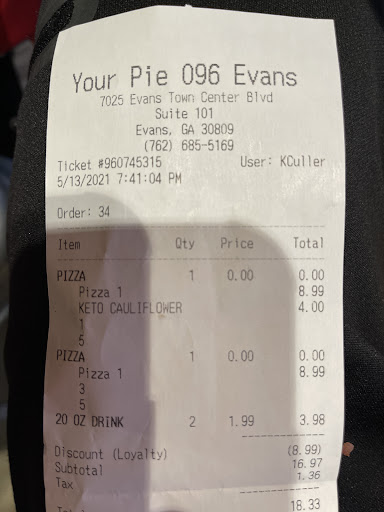 Your Pie 096 Evans
7025 Evans Town Center Blvd
Suite 101
Evans, GA 30809
(762) 685-5169
Ticket #960745315 User: KCuller
5/13/2021 7:41:04 PM
Order: 34
Item Qty Price Total
PIZZA 1 0.00 0.00
Pizza 1 8.99
KETO CAULIFLOWER 4.00
1
5
PIZZA 1 0.00 0.00
Pizza 1 8.99
3
5
20 OZ DRINK 2 1.99 3.98
Discount (Loyalty) (8.99)
Subtotal 16.97
Tax 1.36
18.33